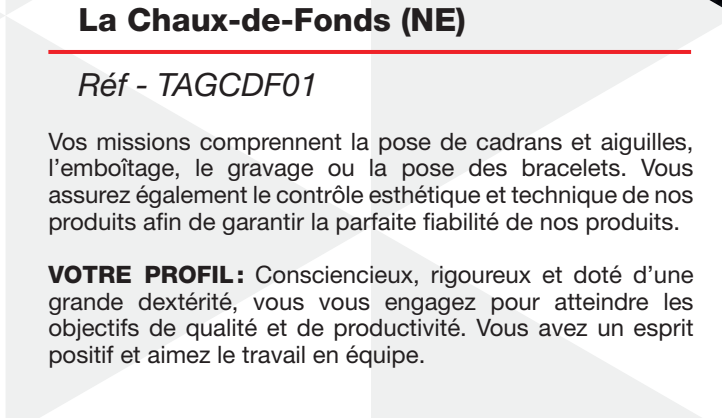 La Chaux-de-Fonds (NE)
Réf - TAGCDF01
Vos missions comprennent la pose de cadrans et aiguilles,
l’emboîtage, le gravage ou la pose des bracelets. Vous
assurez également le contrôle esthétique et technique de nos
produits afin de garantir la parfaite fiabilité de nos produits.
VOTRE PROFIL: Consciencieux, rigoureux et doté d’une
grande dextérité, vous vous engagez pour atteindre les
objectifs de qualité et de productivité. Vous avez un esprit
positif et aimez le travail en équipe.